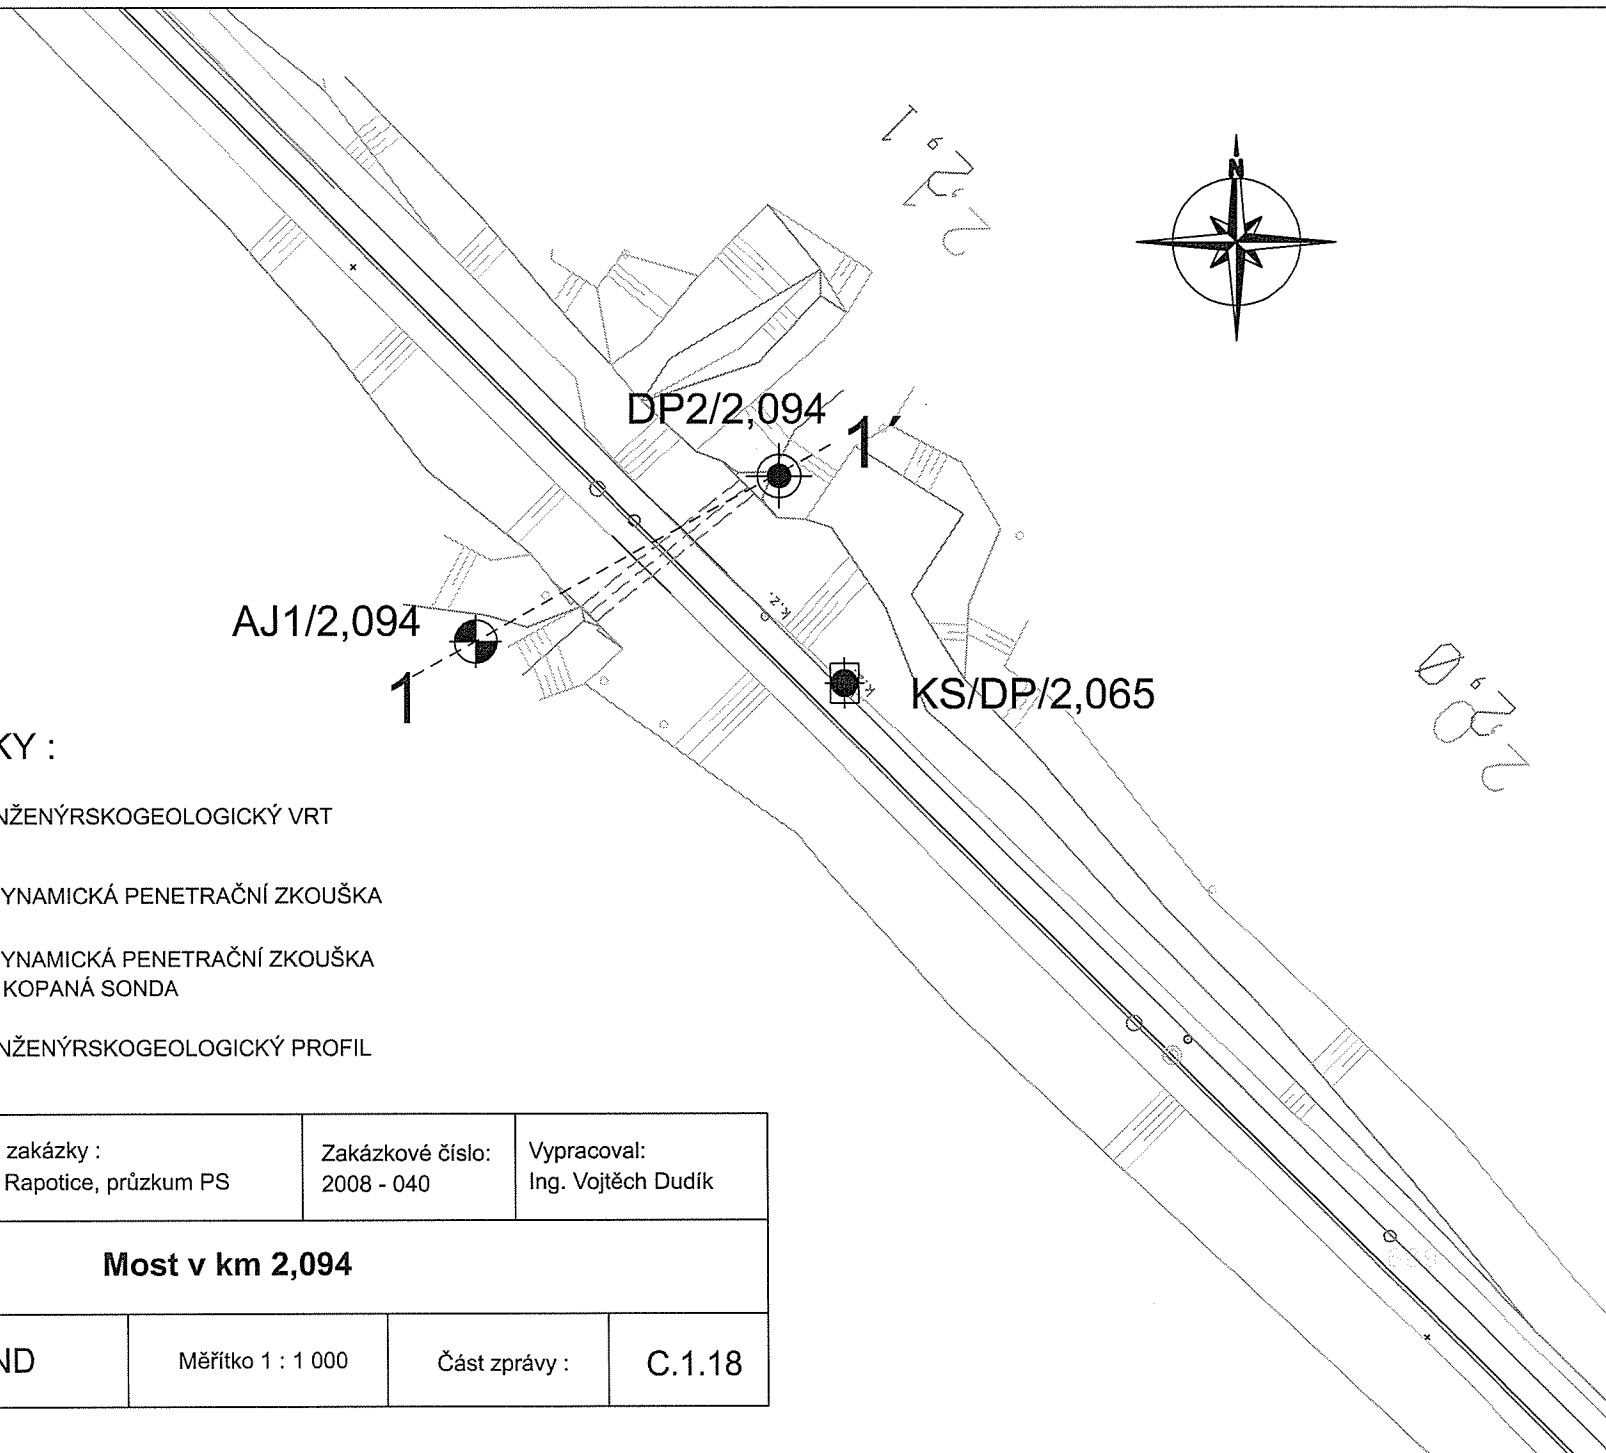 N
DP2/2,094
1´
AJ1/2,094
1
KS/DP/2,065
k.z.
KY :
NŽENÝRSKOGEOLOGICKÝ VRT
YNAMICKÁ PENETRAČNÍ ZKOUŠKA
YNAMICKÁ PENETRAČNÍ ZKOUŠKA
KOPANÁ SONDA
NŽENÝRSKOGEOLOGICKÝ PROFIL
zakázky :
Rapotice, průzkum PS
Zakázkové číslo:
2008 - 040
Vypracoval:
Ing. Vojtěch Dudík
Most v km 2,094
ND
Měřítko 1 : 1 000
Část zprávy :
C.1.18